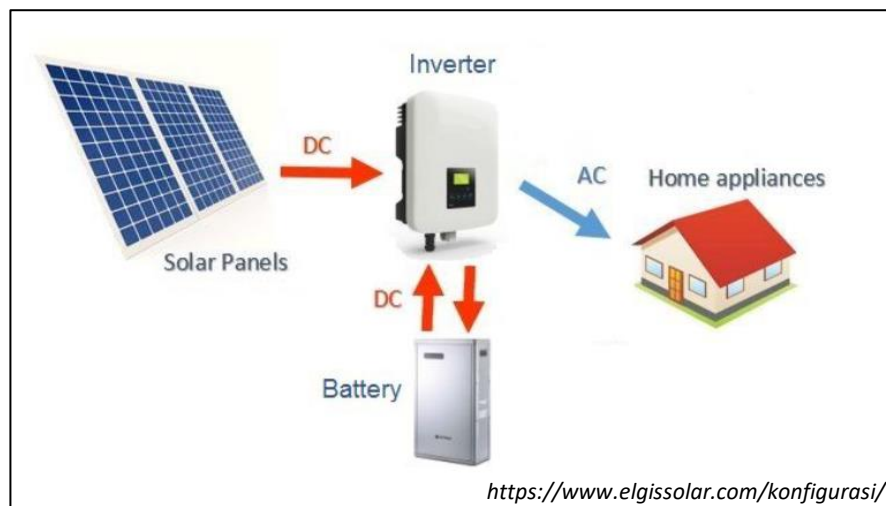 Inverter
DC
AC
Home appliances
Solar Panels
DC
Battery
https://www.elgissolar.com/konfigurasi/